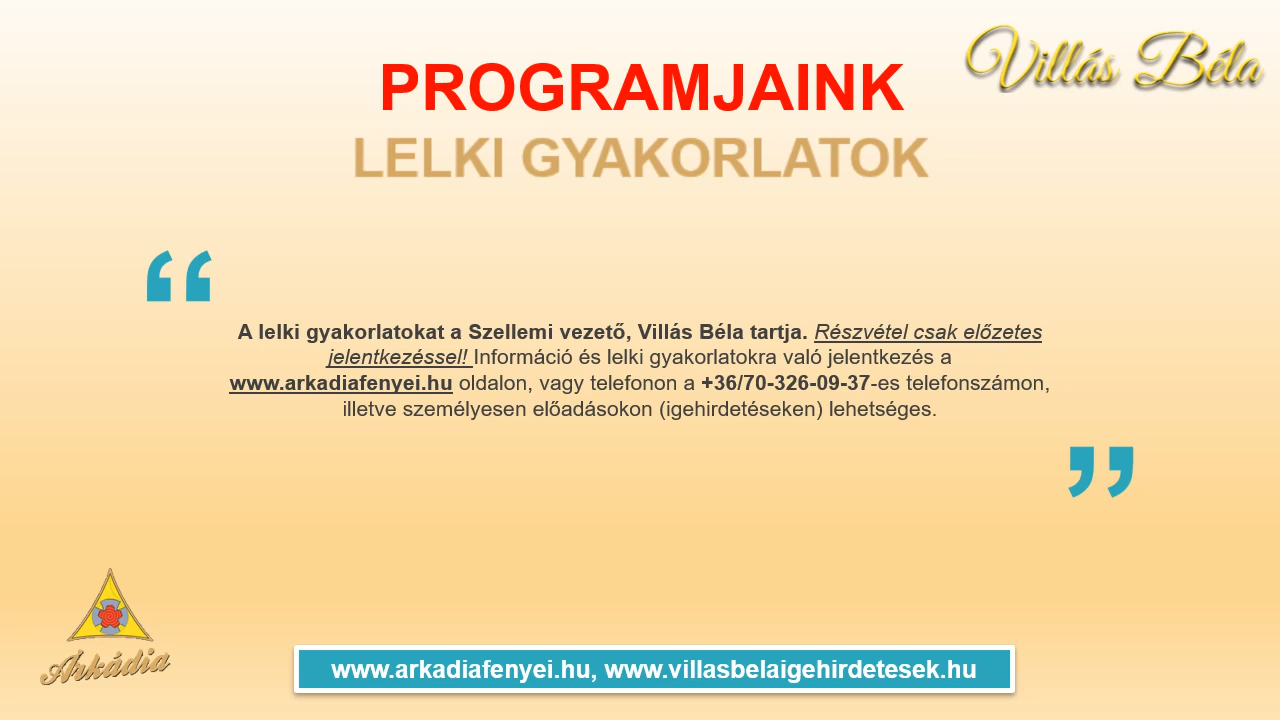 Villás Béla
PROGRAMJAINK
LELKI GYAKORLATOK
“
A lelki gyakorlatokat a Szellemi vezető, Villás Béla tartja. Részvétel csak előzetes
jelentkezéssel! Információ és lelki gyakorlatokra való jelentkezés a
www.arkadiafenyei.hu oldalon, vagy telefonon a +36/70-326-09-37-es telefonszámon,
illetve személyesen előadásokon (igehirdetéseken) lehetséges.
”
Árkádia
www.arkadiafenyei.hu, www.villasbelaigehirdetesek.hu